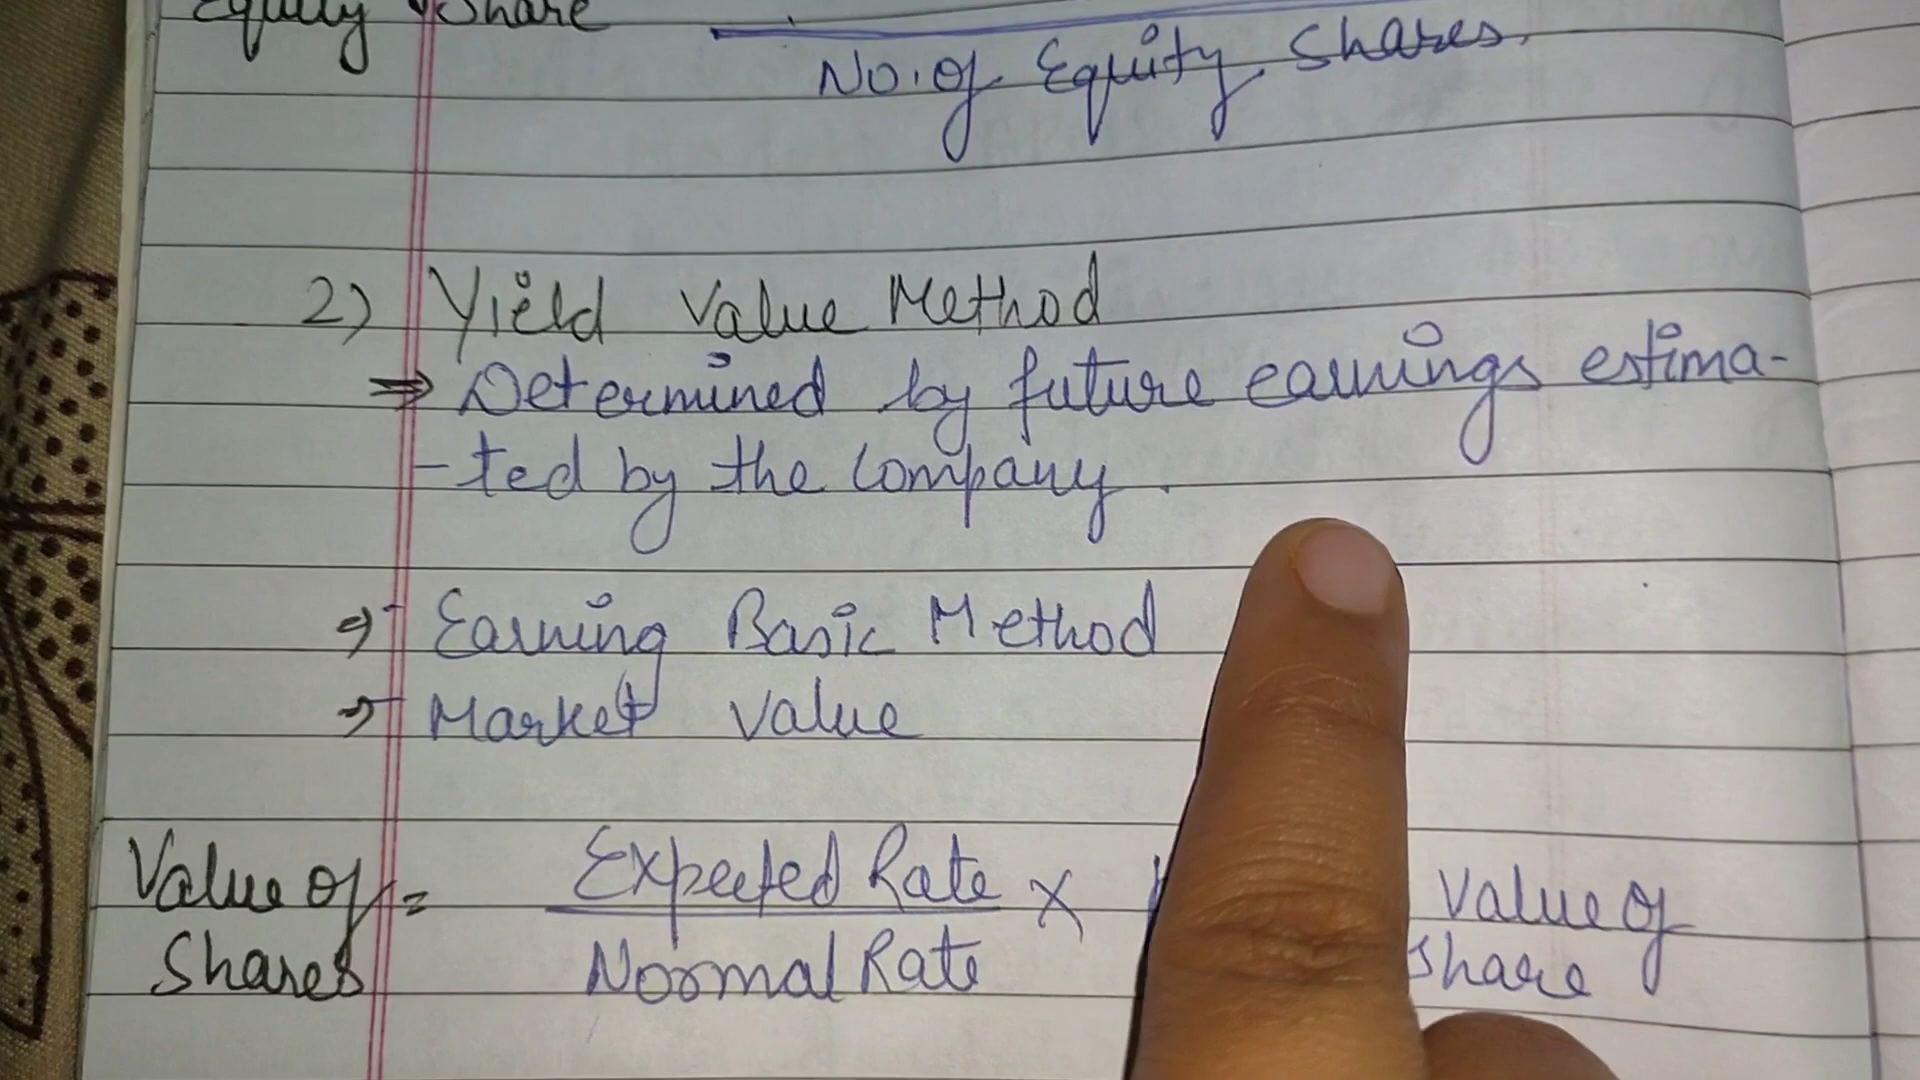 Equity Share
No. of Equity Shares.
2) Yield Value Method
⇒ Determined by future earnings estima-
-ted by the Company.
⇒ Earning Basic Method
⇒ Market Value
Value of Shares = Expected Rate / Normal Rate × Value of Share